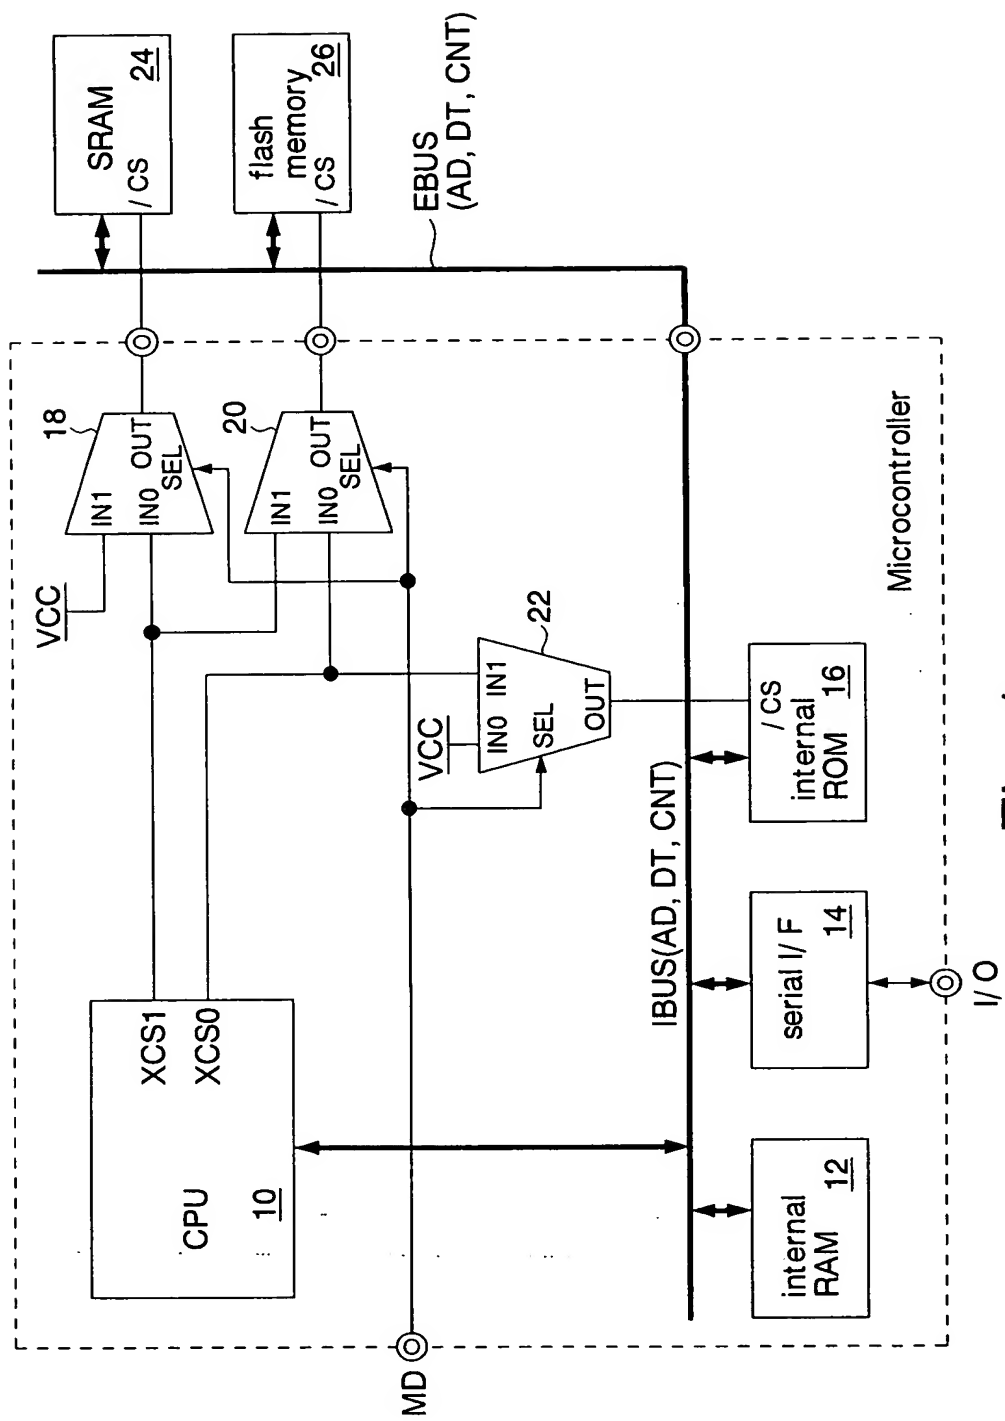 CPU
10
XCS1
XCS0
VCC
IN1
IN0
OUT
SEL
18
SRAM
/ CS
24
IN1
IN0
OUT
SEL
20
flash
memory
/ CS
26
MD
VCC
IN0
IN1
SEL
OUT
22
EBUS
(AD, DT, CNT)
IBUS(AD, DT, CNT)
internal
RAM
12
serial I/ F
14
/ CS
internal
ROM
16
Microcontroller
I/ O